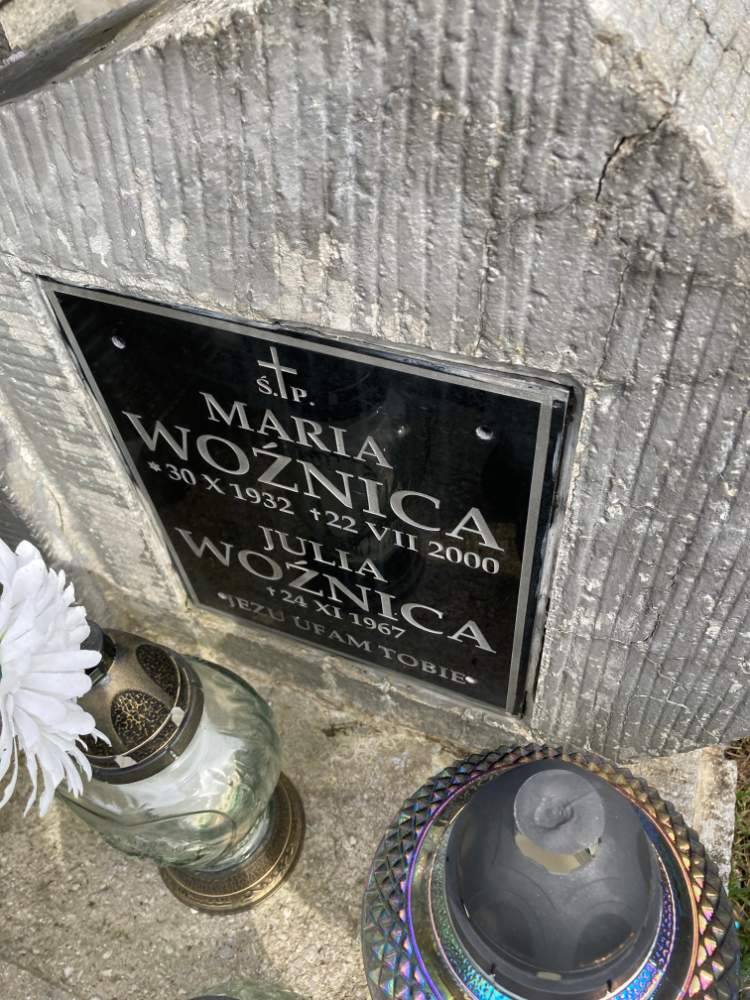 Ś. P.
MARIA
WOŹNICA
* 30 X 1932 † 22 VII 2000
JULIA
WOŹNICA
† 24 XI 1967
JEZU UFAM TOBIE